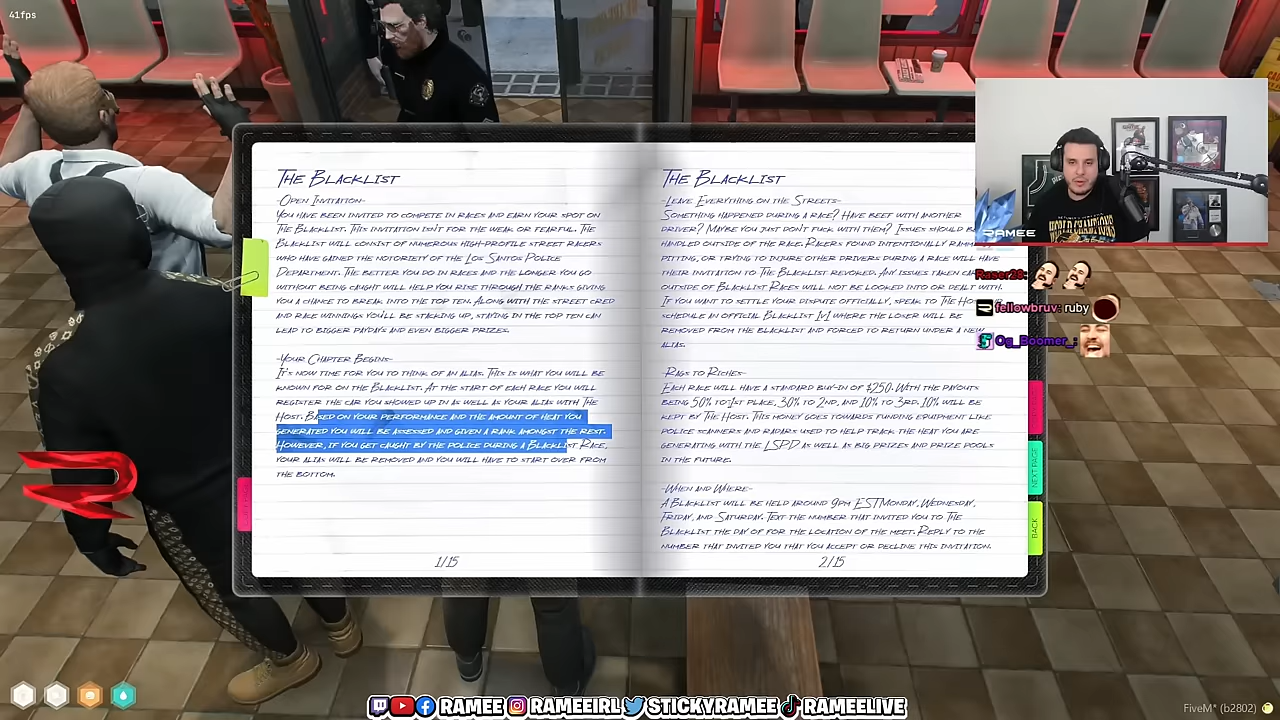 41fps
The Blacklist
-Open Invitation-
You have been invited to compete in races and earn your spot on
The Blacklist. This invitation isn't for the weak or fearful. The
Blacklist will consist of numerous high-profile street racers
who have gained the notoriety of the Los Santos Police
Department. The better you do in races and the longer you go
without being caught will help you rise through the ranks giving
you a chance to break into the top ten. Along with the street cred
and race winnings you'll be stacking up, staying in the top ten can
lead to bigger paydays and even bigger prizes.
-Your Chapter Begins-
It's now time for you to think of an alias. This is what you will be
known for on the Blacklist. At the start of each race you will
register the car you showed up in as well as your alias with The
Host. Based on your performance and the amount of heat you
generated you will be assessed and given a rank amongst the rest.
However, if you get caught by the police during a Blacklist Race,
your alias will be removed and you will have to start over from
the bottom.
1/15
The Blacklist
-Leave Everything on the Streets-
Something happened during a race? Have beef with another
driver? Maybe you just don't vibe with them? Issues should
handled outside of the races. Racers found intentionally
pitting, or trying to injure other drivers during a race will have
their invitation to The Blacklist revoked. Any issues taken
outside of Blacklist Races will not be looked into or dealt with.
If you want to settle your dispute officially, speak to The
schedule an official Blacklist where the loser will be
removed from the Blacklist and forced to return under a new
alias.
-Rags to Riches-
Each race will have a standard buy-in of $250. With the payouts
being 50% to 1st place, 30% to 2nd, and 10% to 3rd. 10% will be
kept by The Host. This money goes towards funding equipment like
police scanners and radars used to help track the heat you are
generating with the LSPD as well as big prizes and prize pools
in the future.
-When and Where-
A Blacklist will be held around 9pm EST Monday, Wednesday,
Friday, and Saturday. Text the number that invited you to The
Blacklist the day of for the location of the meet. Reply to the
number that invited you that you accept or decline this invitation.
2/15
NEXT PAGE
BACK
RAMEE
Raser28:
fellowbruv: ruby
Og_Boomer_:
WORLD CHAMPIONS
RAMEE RAMEEIRL STICKYRAMEE RAMEELIVE
FiveM* (b2802)